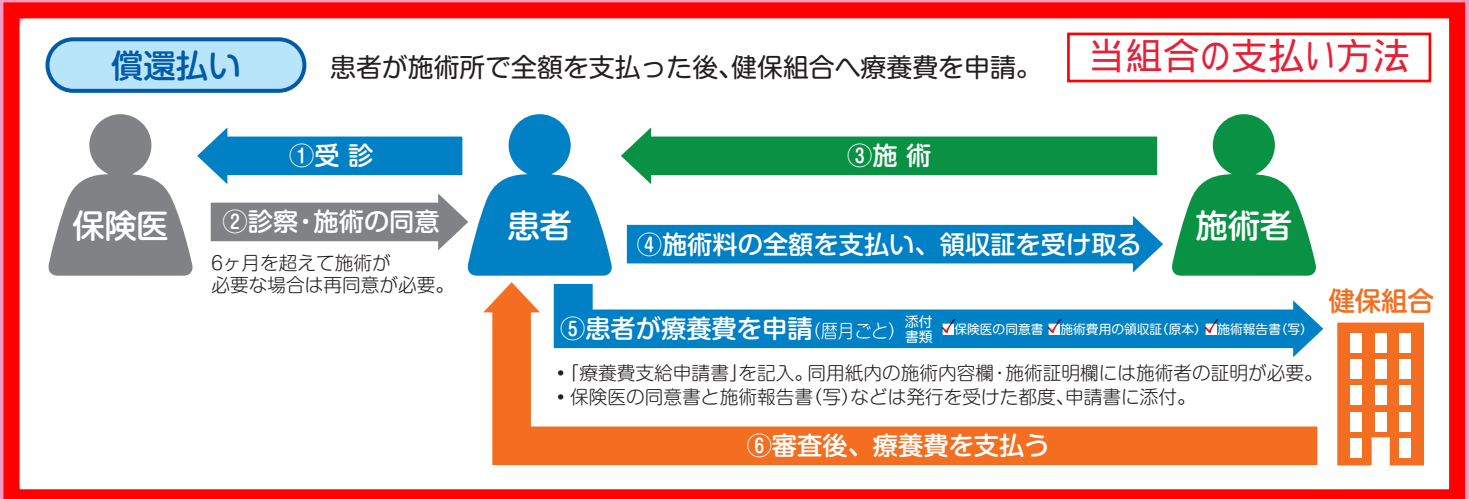 償還払い
患者が施術所で全額を支払った後、健保組合へ療養費を申請。
当組合の支払い方法
①受 診
③施 術
保険医
②診察・施術の同意
患者
④施術料の全額を支払い、領収証を受け取る
施術者
6ヶ月を超えて施術が
必要な場合は再同意が必要。
健保組合
⑤患者が療養費を申請(暦月ごと) 添付書類 ✓保険医の同意書 ✓施術費用の領収証(原本) ✓施術報告書(写)
• 「療養費支給申請書」を記入。同用紙内の施術内容欄・施術証明欄には施術者の証明が必要。
• 保険医の同意書と施術報告書(写)などは発行を受けた都度、申請書に添付。
⑥審査後、療養費を支払う